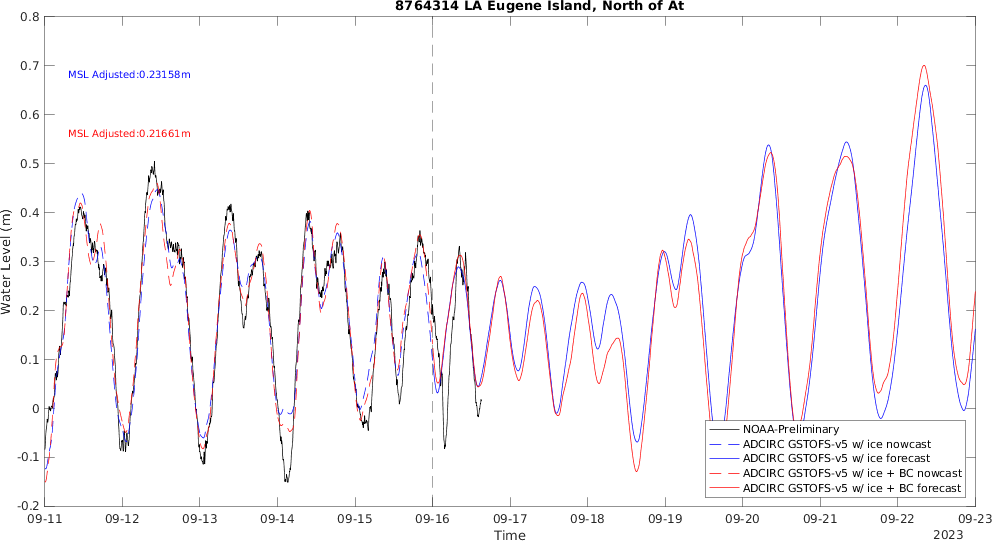 8764314 LA Eugene Island, North of At
Water Level (m)
0.8
0.7
0.6
0.5
0.4
0.3
0.2
0.1
0
-0.1
-0.2
MSL Adjusted:0.23158m
MSL Adjusted:0.21661m
NOAA-Preliminary
ADCIRC GSTOFS-v5 w/ ice nowcast
ADCIRC GSTOFS-v5 w/ ice forecast
ADCIRC GSTOFS-v5 w/ ice + BC nowcast
ADCIRC GSTOFS-v5 w/ ice + BC forecast
09-11 09-12 09-13 09-14 09-15 09-16 09-17 09-18 09-19 09-20 09-21 09-22 09-23
Time
2023